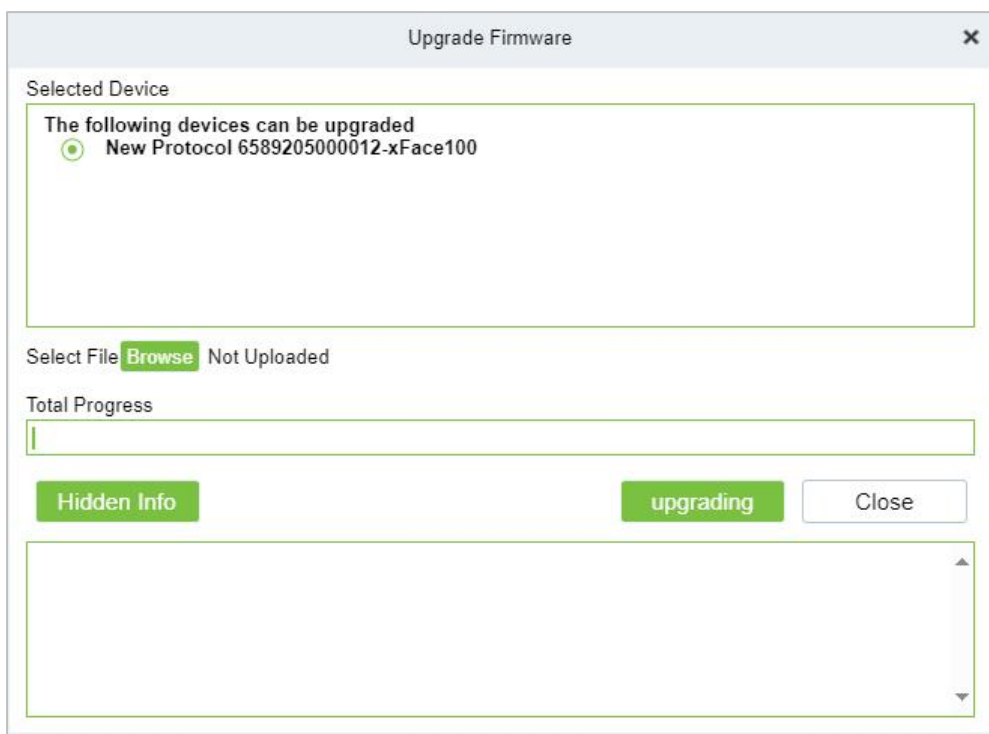 Upgrade Firmware
Selected Device
The following devices can be upgraded
New Protocol 6589205000012-xFace100
Select File Browse Not Uploaded
Total Progress
Hidden Info upgrading Close